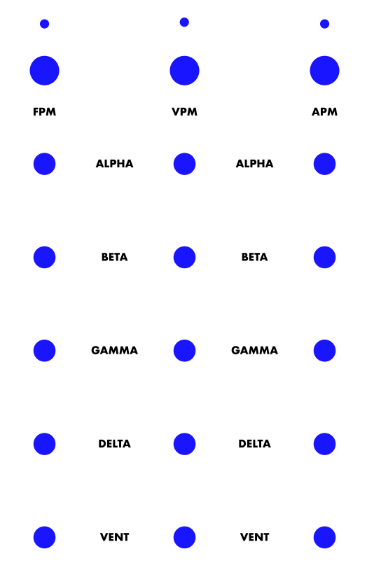 FPM VPM APM
ALPHA ALPHA
BETA BETA
GAMMA GAMMA
DELTA DELTA
VENT VENT